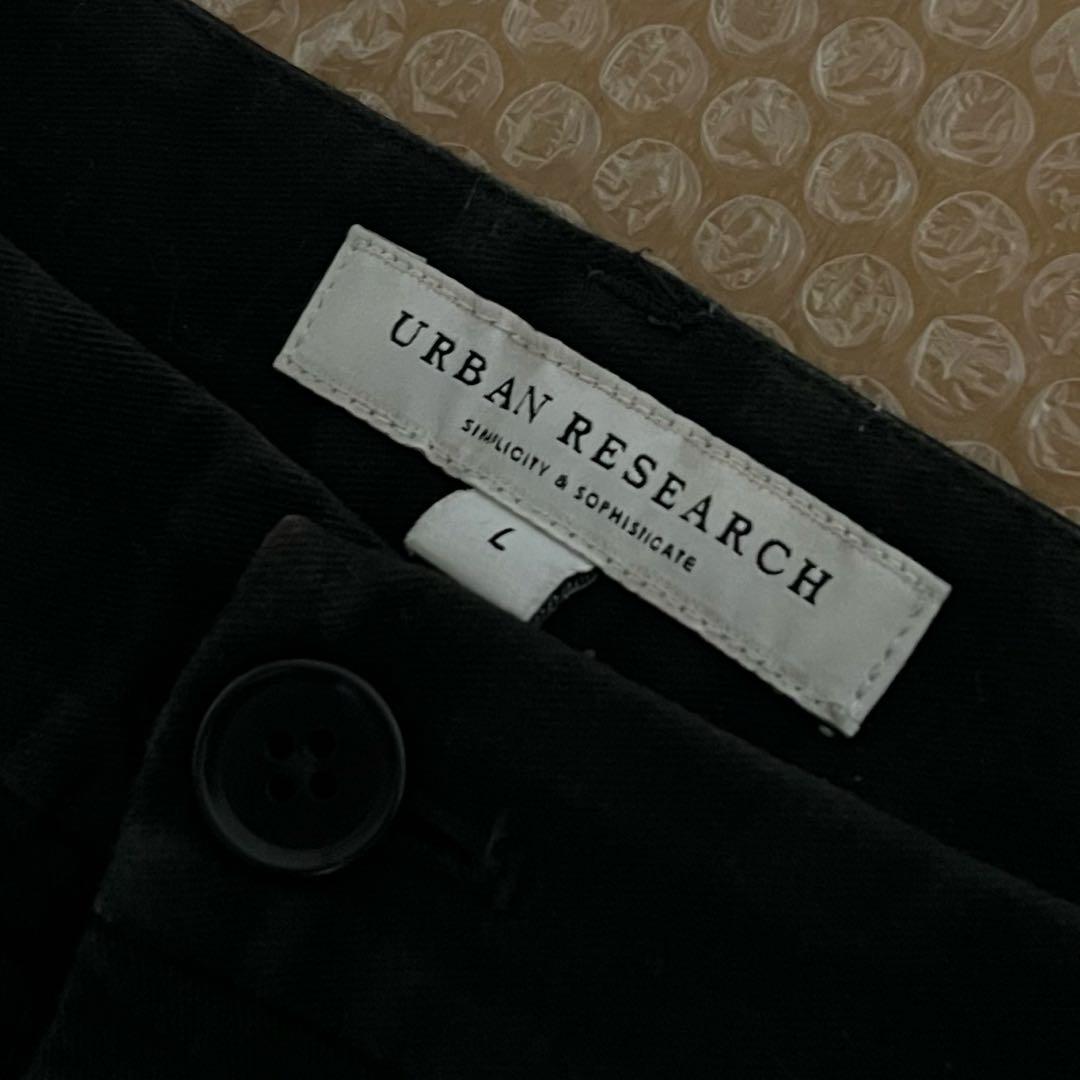 URBAN RESEARCH
SIMPLICITY & SOPHISTICATE
L